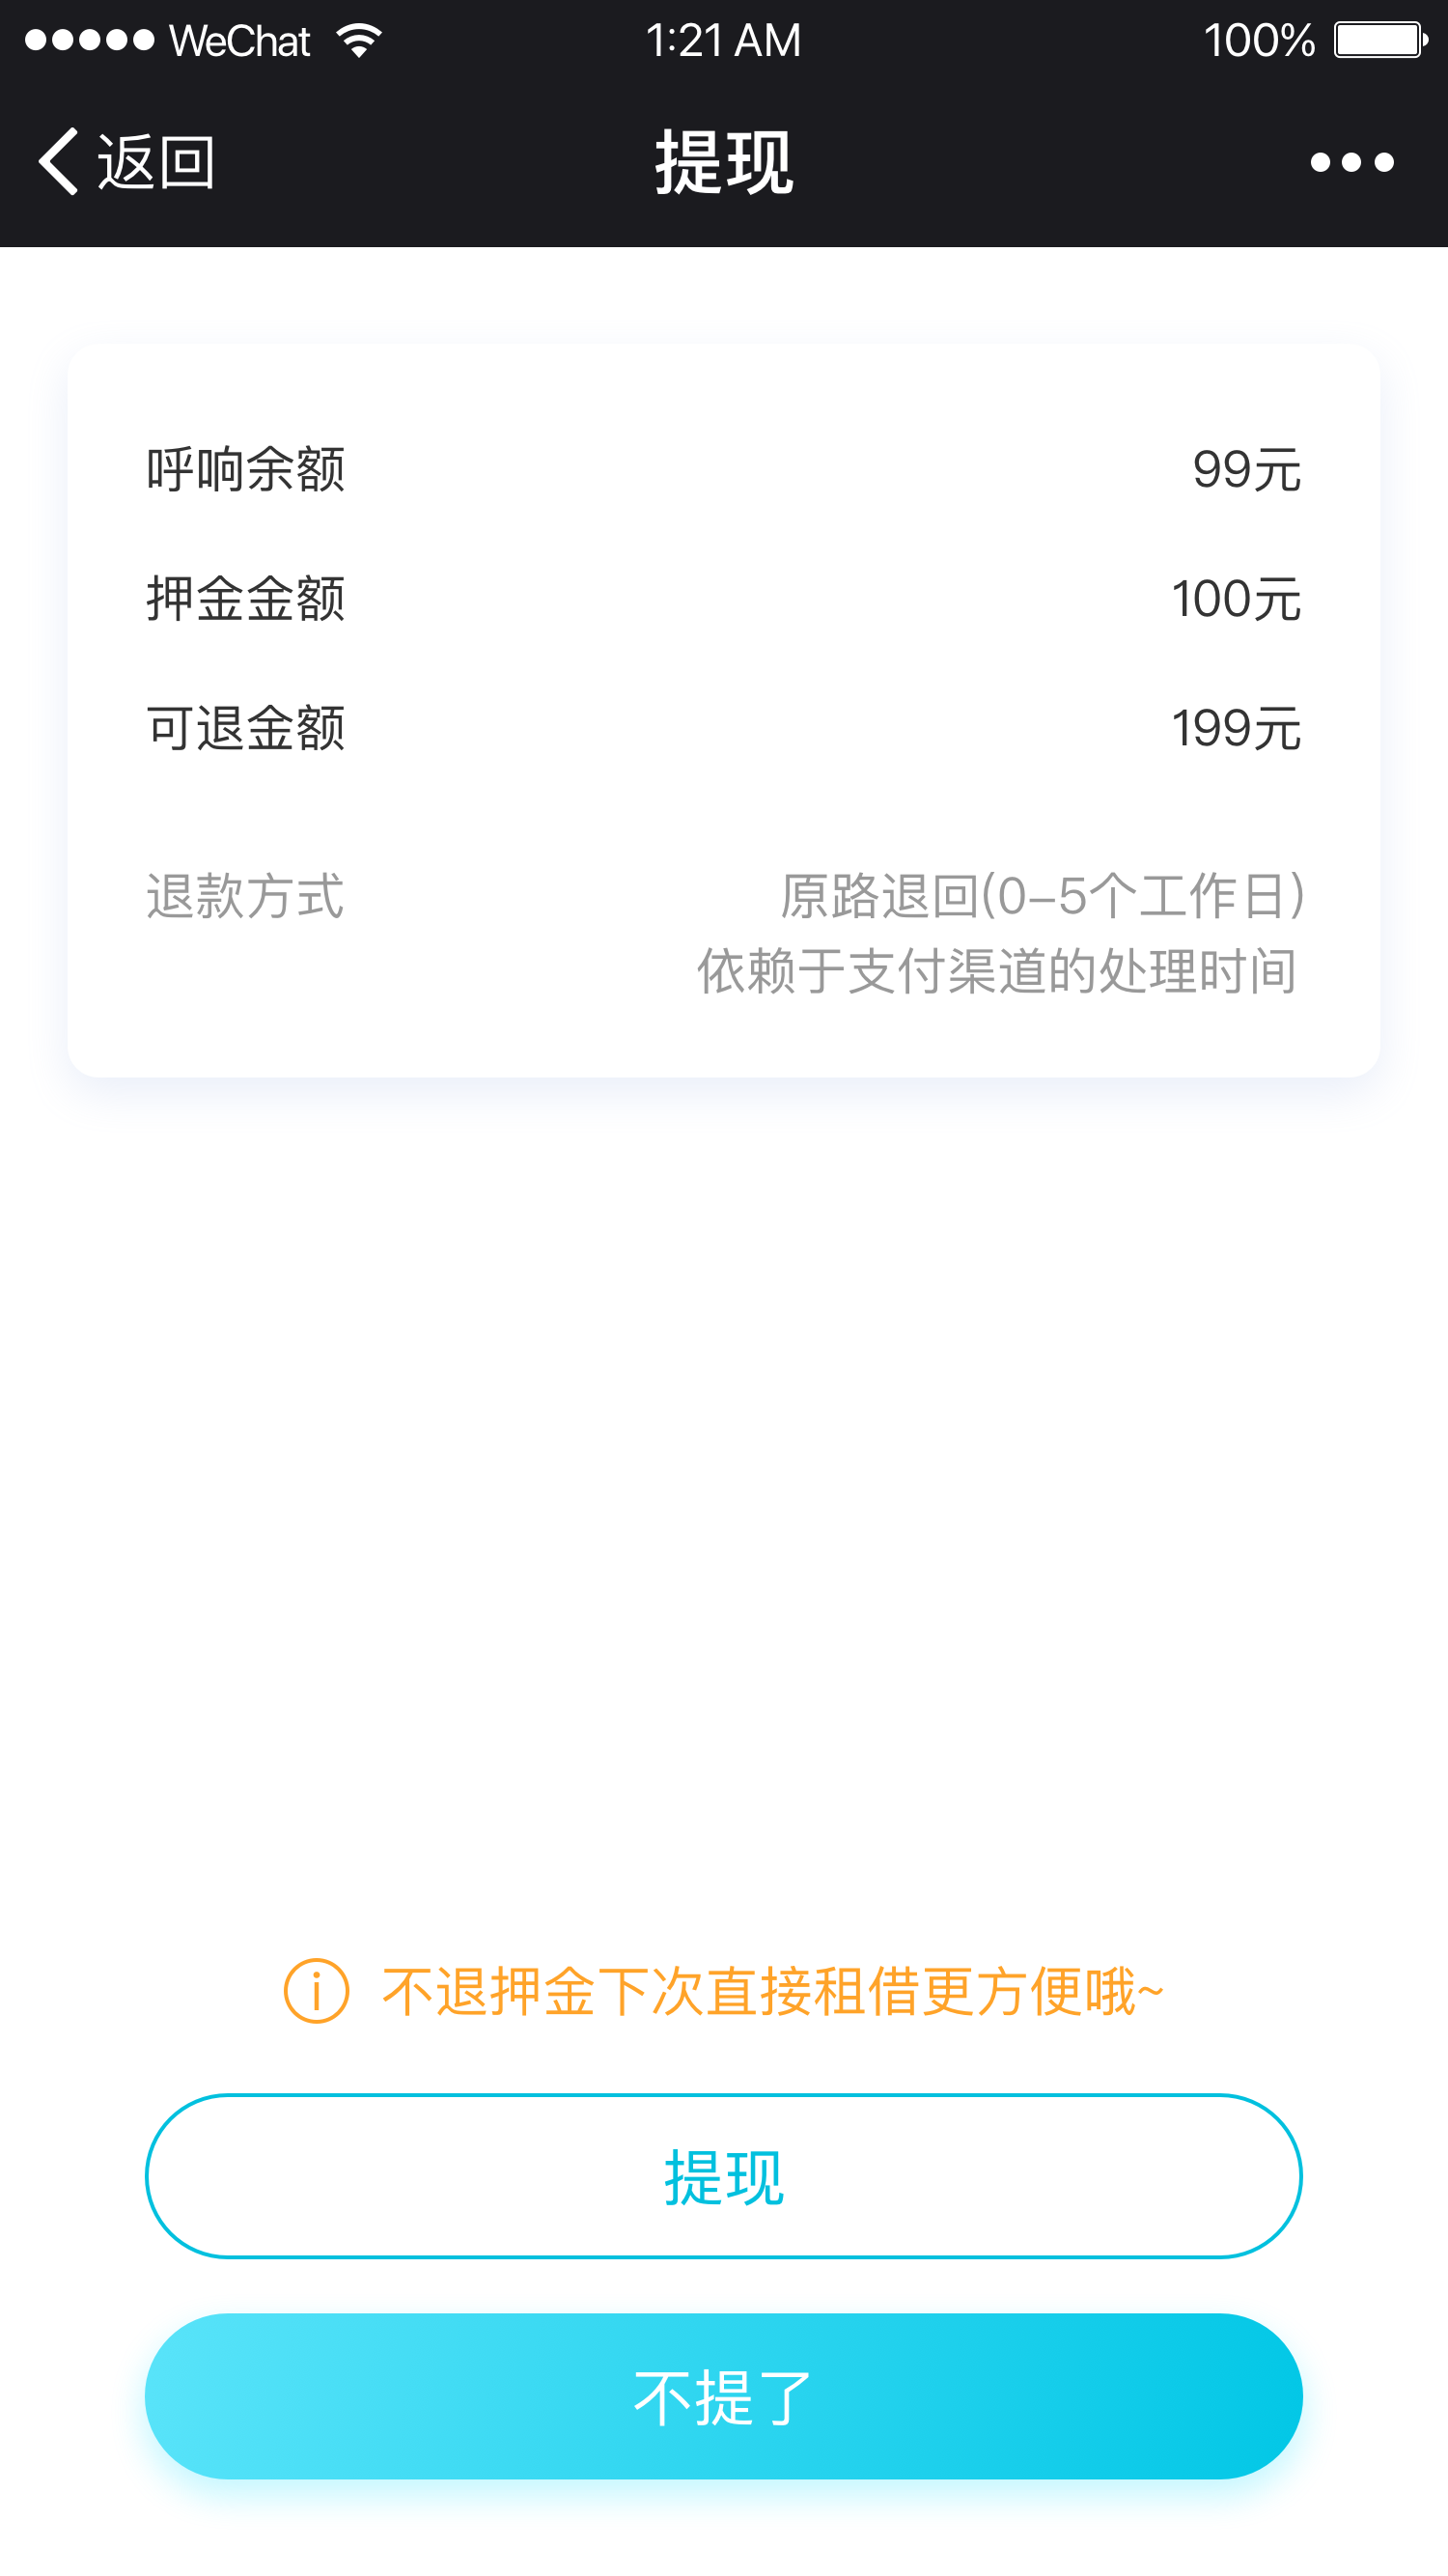 WeChat 1:21 AM 100%
返回 提现
呼响余额 99元
押金金额 100元
可退金额 199元
退款方式 原路退回(0-5个工作日)
依赖于支付渠道的处理时间
不退押金下次直接租借更方便哦~
提现
不提了